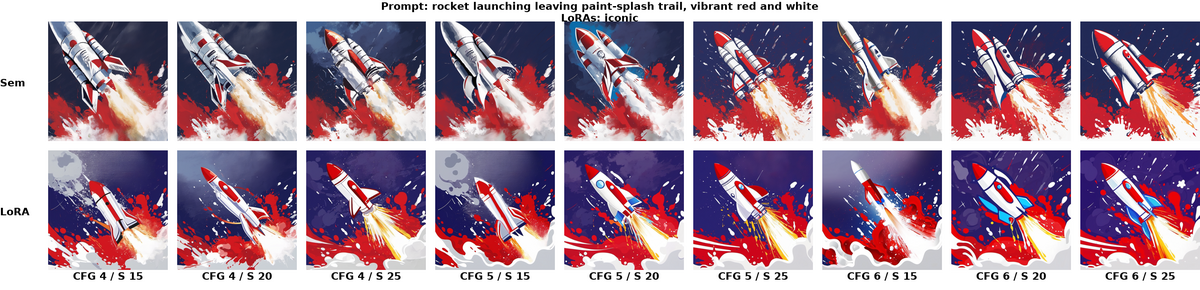 Prompt: rocket launching leaving paint-splash trail, vibrant red and white
LoRAs: iconic
Sem
LoRA
CFG 4 / S 15 CFG 4 / S 20 CFG 4 / S 25 CFG 5 / S 15 CFG 5 / S 20 CFG 5 / S 25 CFG 6 / S 15 CFG 6 / S 20 CFG 6 / S 25